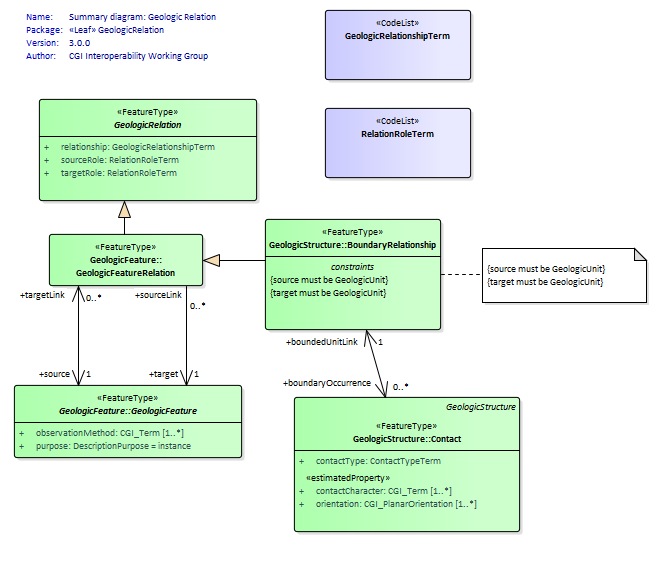 Name: Summary diagram: Geologic Relation
Package: «Leaf» GeologicRelation
Version: 3.0.0
Author: CGI Interoperability Working Group
«CodeList»
GeologicRelationshipTerm
«CodeList»
RelationRoleTerm
«FeatureType»
GeologicRelation
+ relationship: GeologicRelationshipTerm
+ sourceRole: RelationRoleTerm
+ targetRole: RelationRoleTerm
«FeatureType»
GeologicFeature::
GeologicFeatureRelation
«FeatureType»
GeologicStructure::BoundaryRelationship
constraints
{source must be GeologicUnit}
{target must be GeologicUnit}
{source must be GeologicUnit}
{target must be GeologicUnit}
+targetLink
0..*
+sourceLink
0..*
+source
1
+target
1
+boundedUnitLink
1
+boundaryOccurrence
0..*
«FeatureType»
GeologicFeature::GeologicFeature
+ observationMethod: CGI_Term [1..*]
+ purpose: DescriptionPurpose = instance
GeologicStructure
«FeatureType»
GeologicStructure::Contact
+ contactType: ContactTypeTerm
«estimatedProperty»
+ contactCharacter: CGI_Term [1..*]
+ orientation: CGI_PlanarOrientation [1..*]